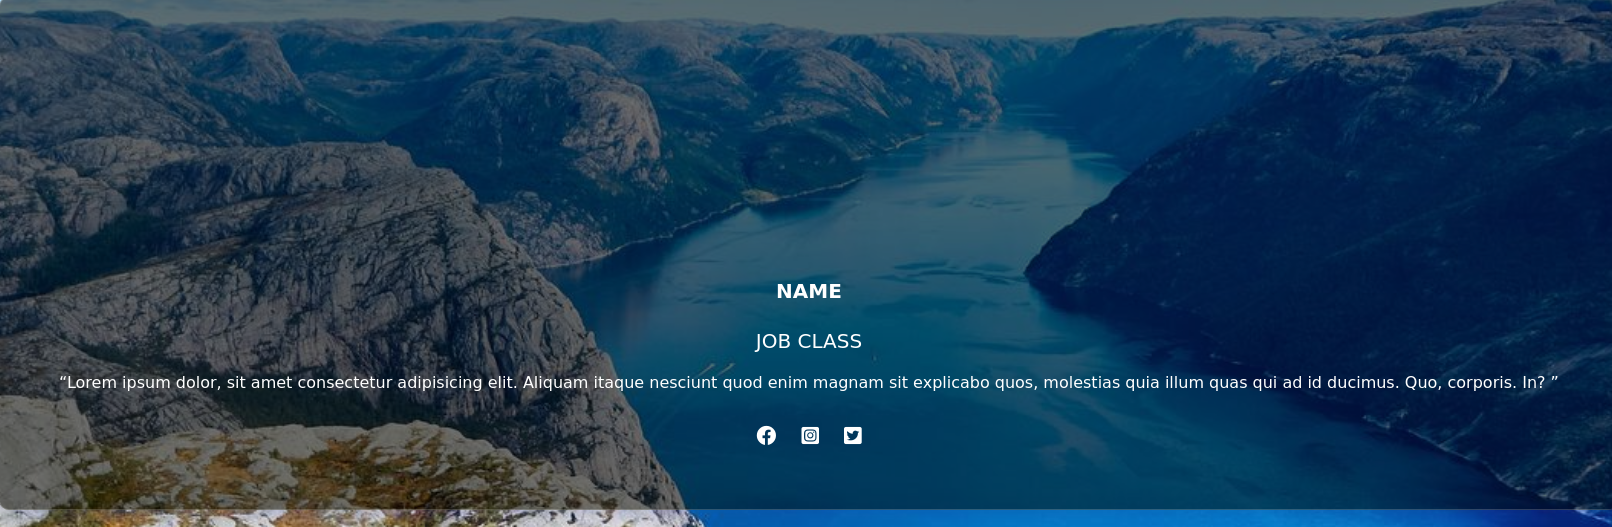 NAME
JOB CLASS
“Lorem ipsum dolor, sit amet consectetur adipisicing elit. Aliquam itaque nesciunt quod enim magnam sit explicabo quos, molestias quia illum quas qui ad id ducimus. Quo, corporis. In? ”